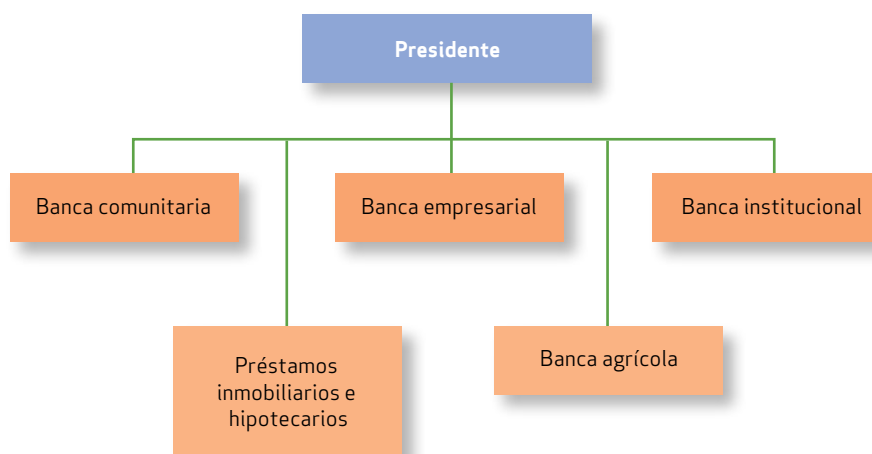 Presidente
Banca comunitaria
Banca empresarial
Banca institucional
Préstamos
inmobiliarios e
hipotecarios
Banca agrícola